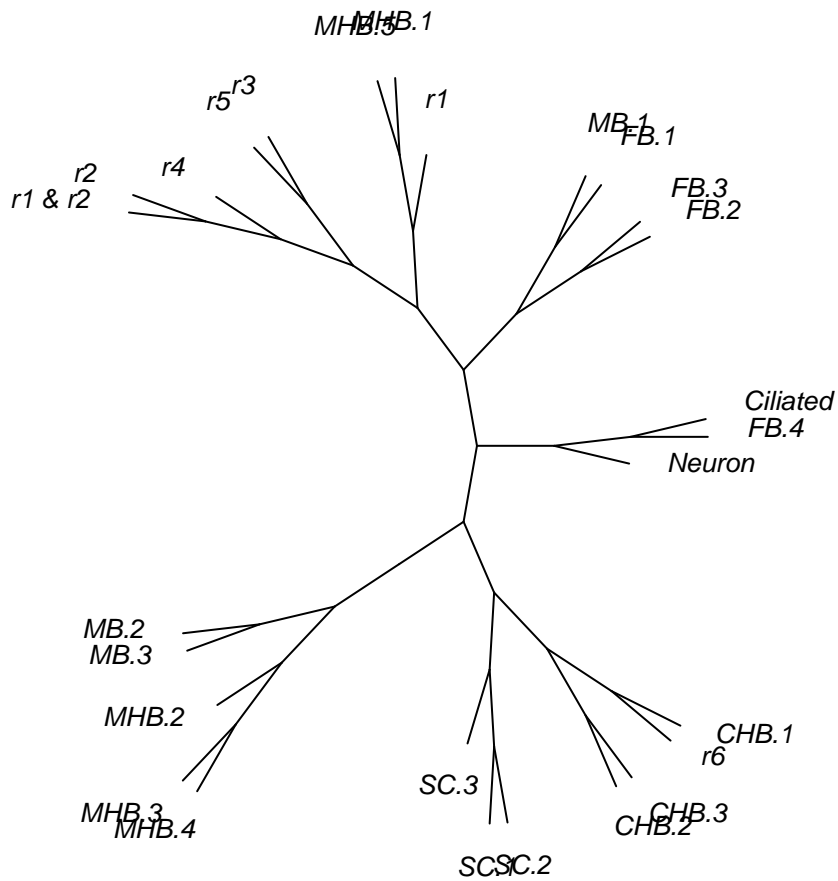 MHB.5
MHB.1
r3
r5
r1
MB.1
FB.1
r2
r4
r1 & r2
FB.3
FB.2
Ciliated
FB.4
Neuron
MB.2
MB.3
MHB.2
CHB.1
r6
SC.3
MHB.3
MHB.4
CHB.3
CHB.2
SC.1
SC.2